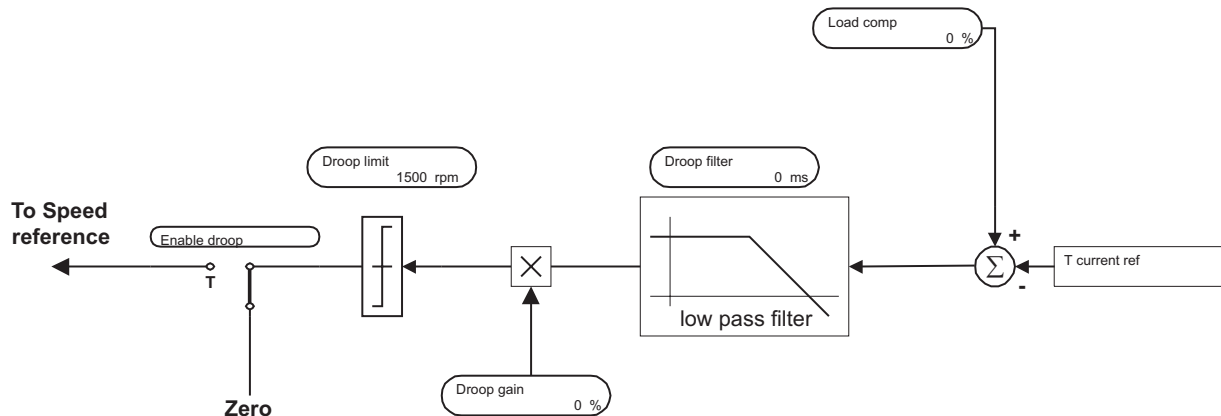 Load comp
0 %
Droop limit
1500 rpm
Droop filter
0 ms
To Speed
reference
Enable droop
T
+
Σ
-
T current ref
low pass filter
Droop gain
0 %
Zero